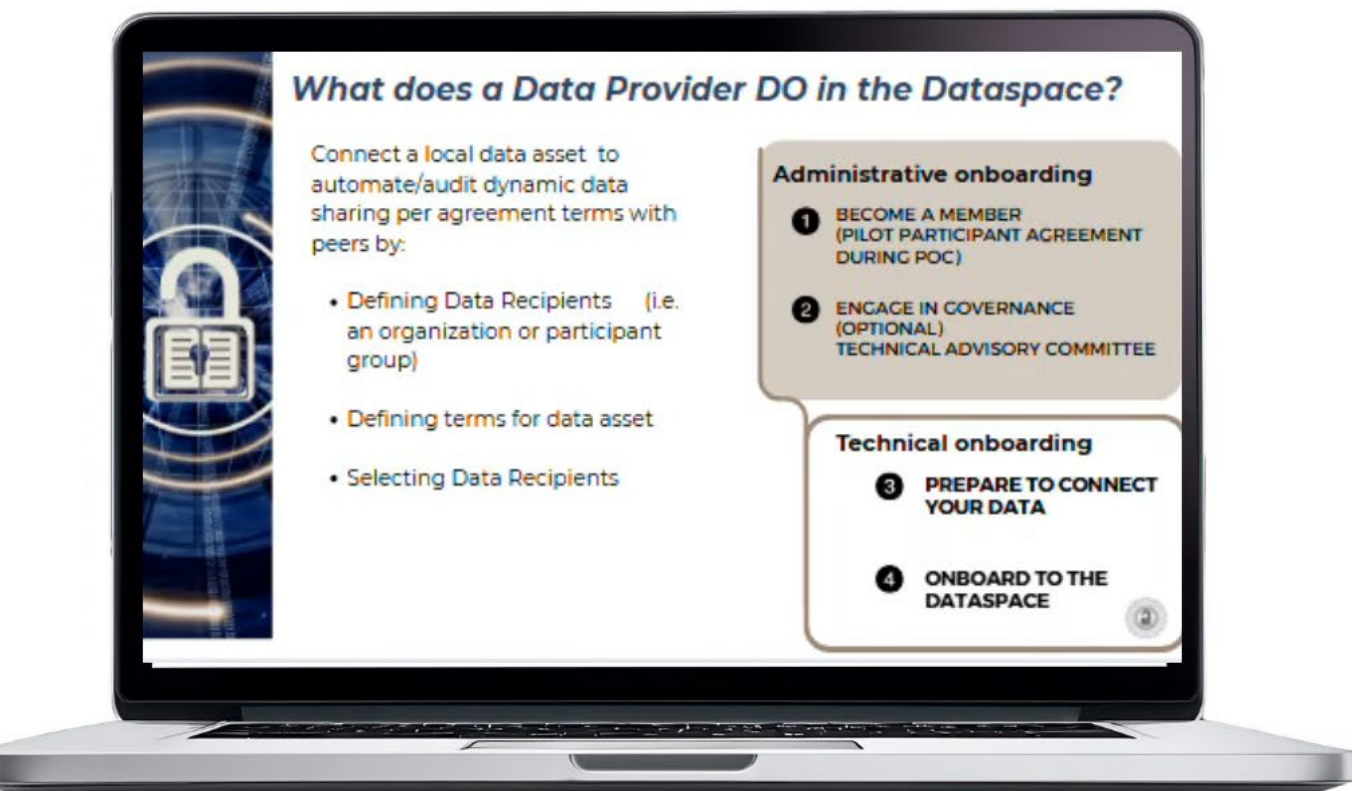 What does a Data Provider DO in the Dataspace?
Connect a local data asset to
automate/audit dynamic data
sharing per agreement terms with
peers by:
• Defining Data Recipients (i.e.
an organization or participant
group)
• Defining terms for data asset
• Selecting Data Recipients
Administrative onboarding
1 BECOME A MEMBER
(PILOT PARTICIPANT AGREEMENT
DURING POC)
2 ENGAGE IN GOVERNANCE
(OPTIONAL)
TECHNICAL ADVISORY COMMITTEE
Technical onboarding
3 PREPARE TO CONNECT
YOUR DATA
4 ONBOARD TO THE
DATASPACE